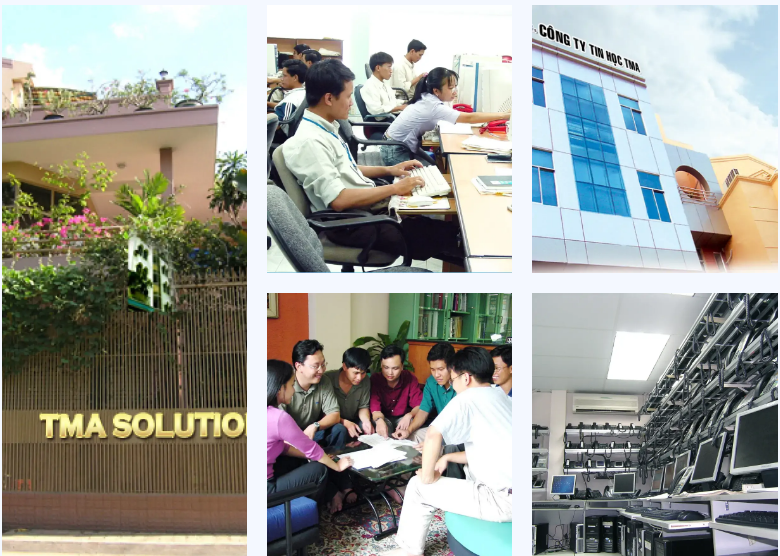 TMA SOLUTIO
CÔNG TY TIN HỌC TMA